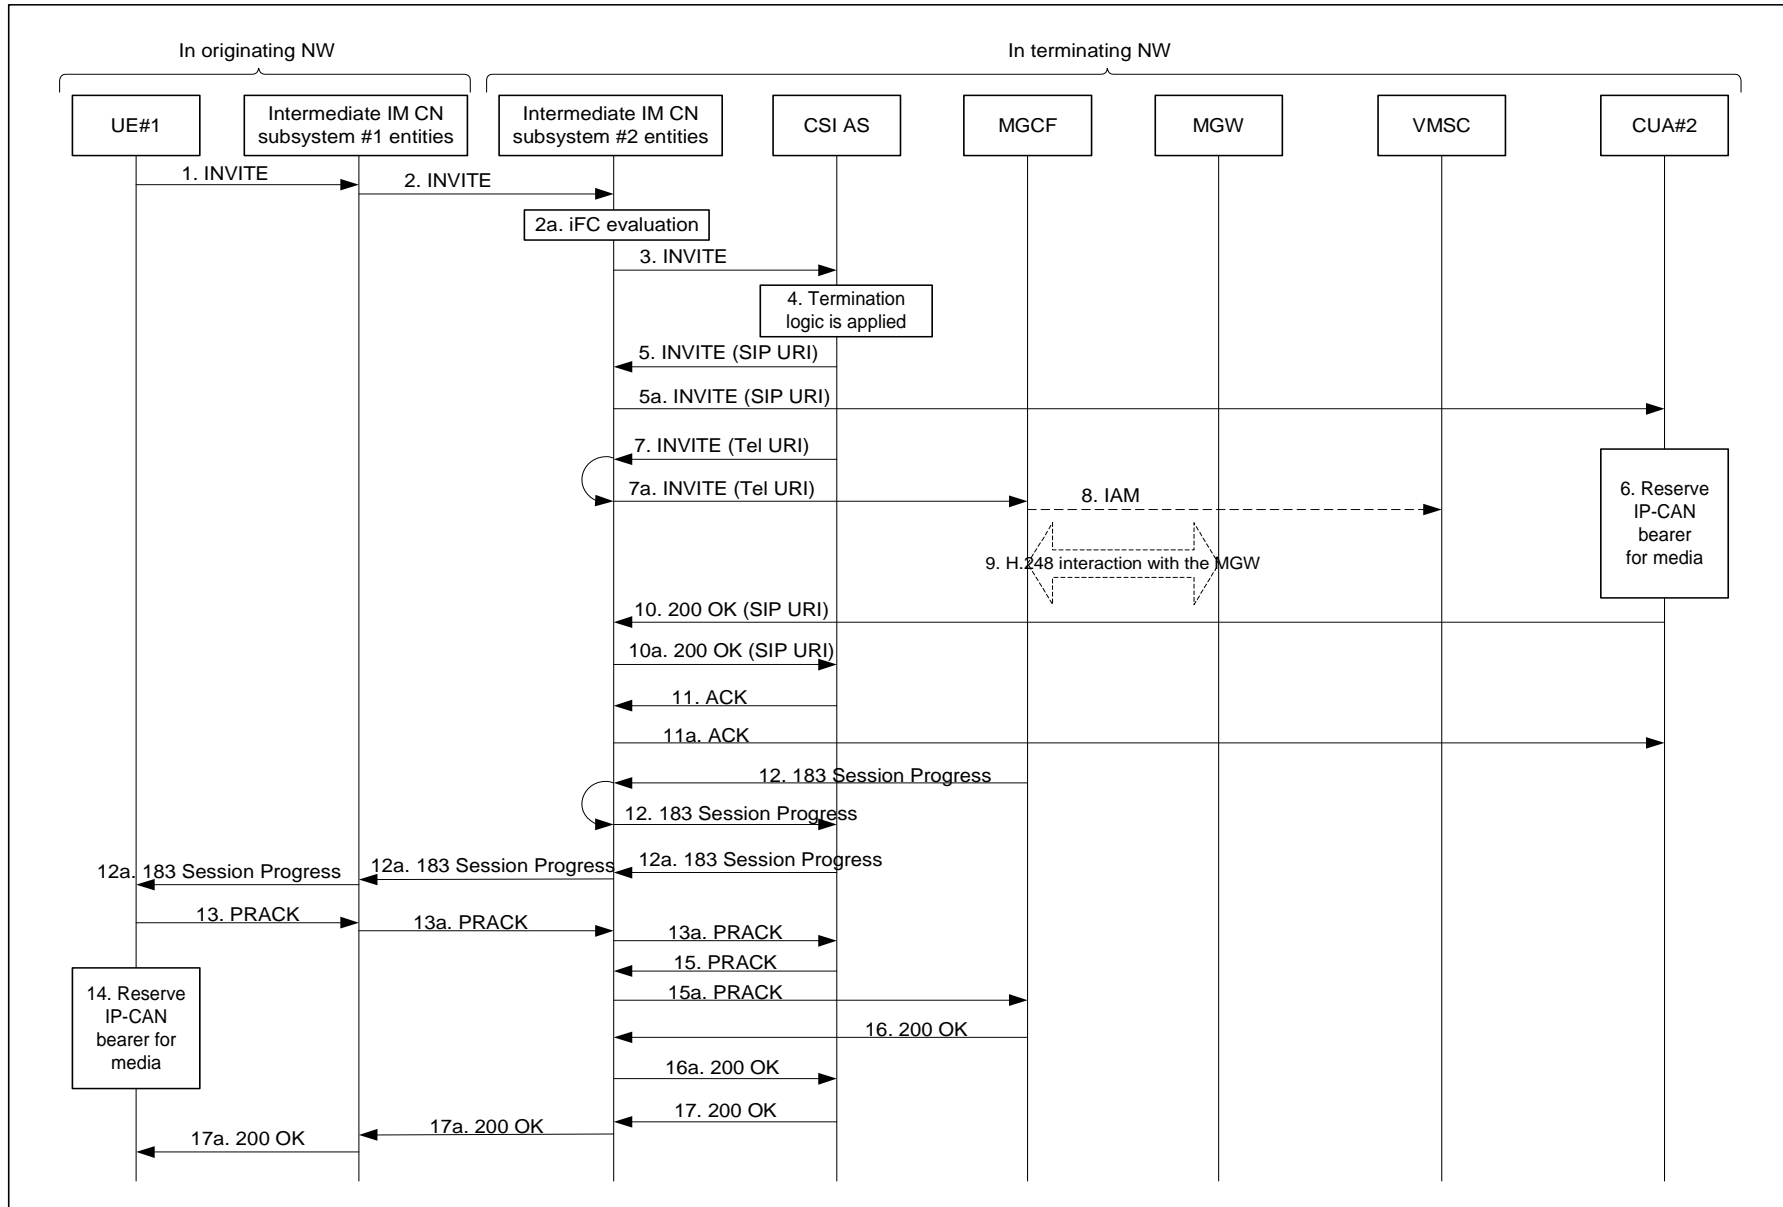 In originating NW
In terminating NW
UE#1
Intermediate IM CN
subsystem #1 entities
Intermediate IM CN
subsystem #2 entities
CSI AS
MGCF
MGW
VMSC
CUA#2
1. INVITE
2. INVITE
2a. iFC evaluation
3. INVITE
4. Termination
logic is applied
5. INVITE (SIP URI)
5a. INVITE (SIP URI)
7. INVITE (Tel URI)
7a. INVITE (Tel URI)
8. IAM
6. Reserve
IP-CAN
bearer
for media
9. H.248 interaction with the MGW
10. 200 OK (SIP URI)
10a. 200 OK (SIP URI)
11. ACK
11a. ACK
12. 183 Session Progress
12. 183 Session Progress
12a. 183 Session Progress
12a. 183 Session Progress
12a. 183 Session Progress
13. PRACK
13a. PRACK
13a. PRACK
15. PRACK
14. Reserve
IP-CAN
bearer for
media
15a. PRACK
16. 200 OK
16a. 200 OK
17. 200 OK
17a. 200 OK
17a. 200 OK